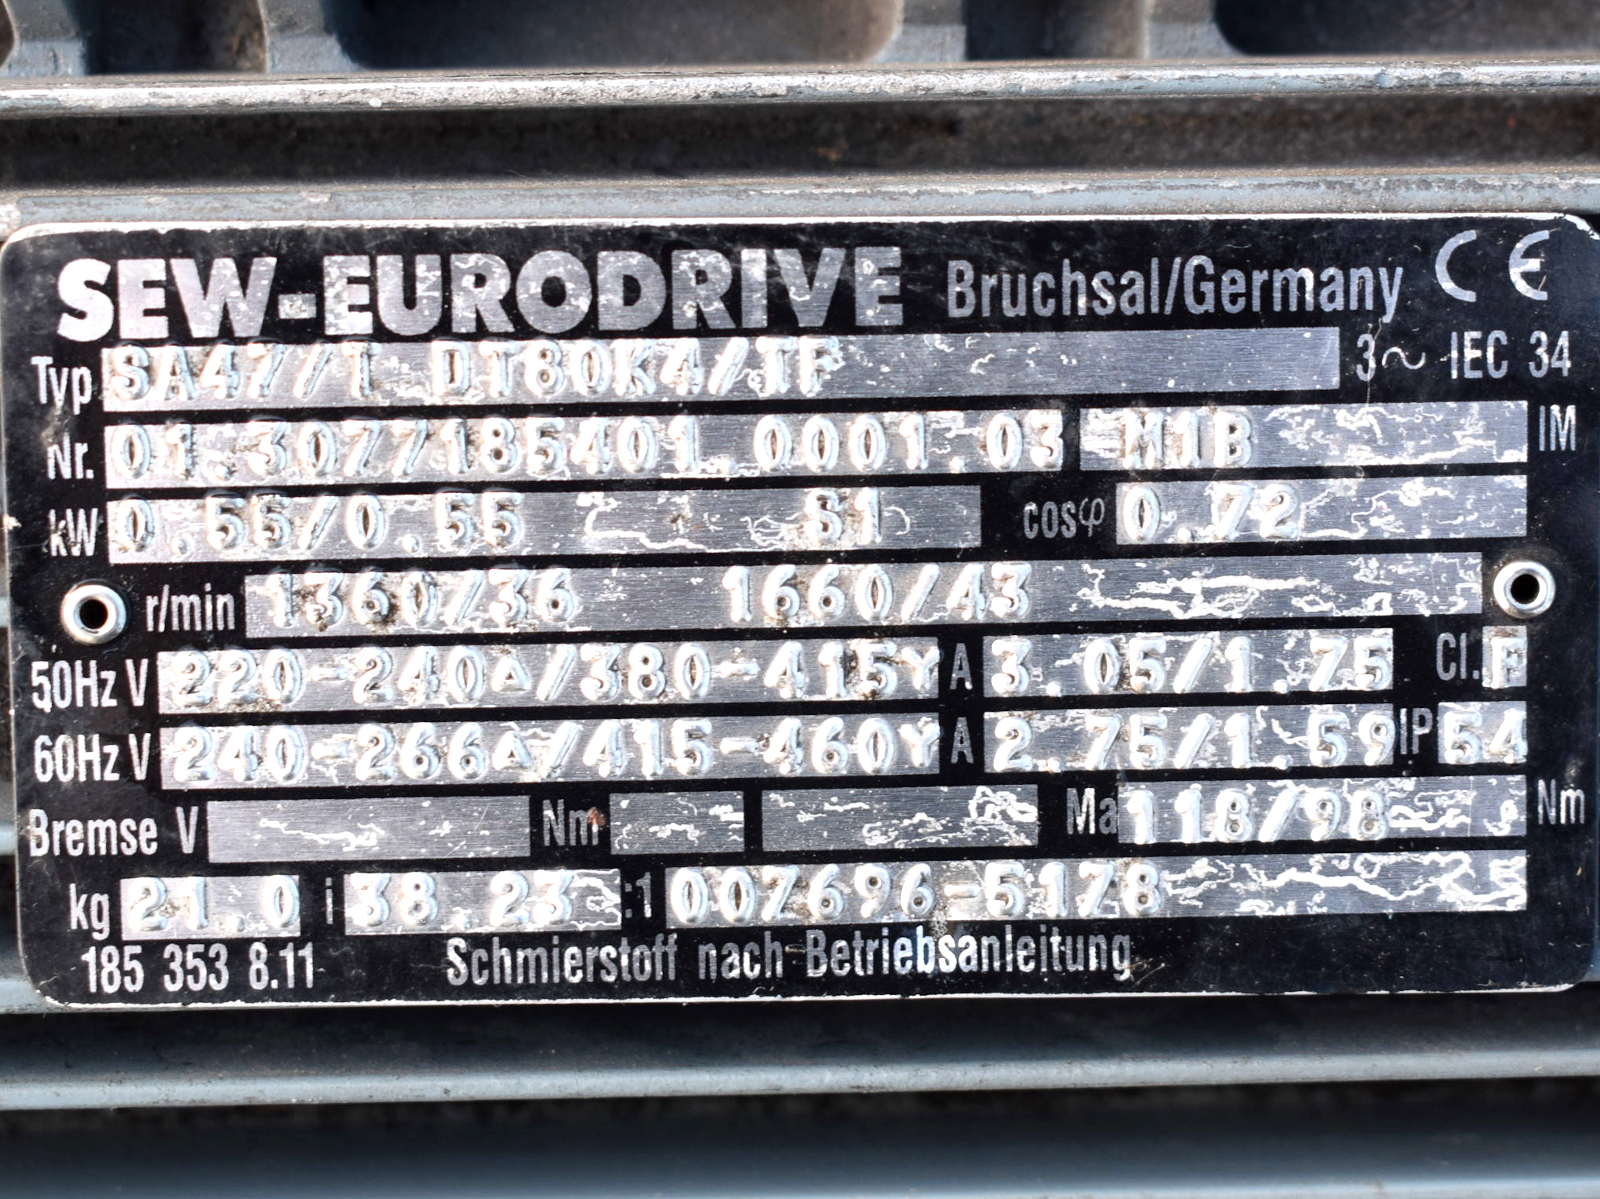 SEW-EURODRIVE Bruchsal/Germany CE
Typ SA47//T DT80K4/TF 3~ IEC 34
Nr. 01.3077185401.0001.03 M1B IM
kW 0.55/0.55 S1 cosφ 0.72
r/min 1360/36 1660/43
50Hz V 220-240△/380-415Y A 3.05/1.75 Cl. F
60Hz V 240-266△/415-460Y A 2.75/1.59 IP 54
Bremse V Nm Ma 118/98 Nm
kg 21.0 i 38.23 :1 007696-5178
185 353 8.11 Schmierstoff nach Betriebsanleitung